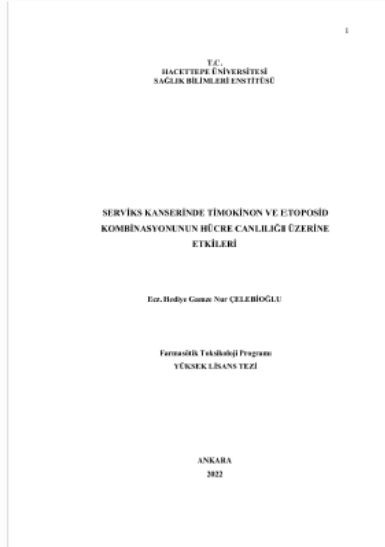 1
T.C.
HACETTEPE ÜNİVERSİTESİ
SAĞLIK BİLİMLERİ ENSTİTÜSÜ
SERVİKS KANSERİNDE TİMOKİNON VE ETOPOSİD
KOMBİNASYONUNUN HÜCRE CANLILIĞI ÜZERİNE
ETKİLERİ
Ecz. Hediye Gamze Nur ÇELEBİOĞLU
Farmasötik Toksikoloji Programı
YÜKSEK LİSANS TEZİ
ANKARA
2022